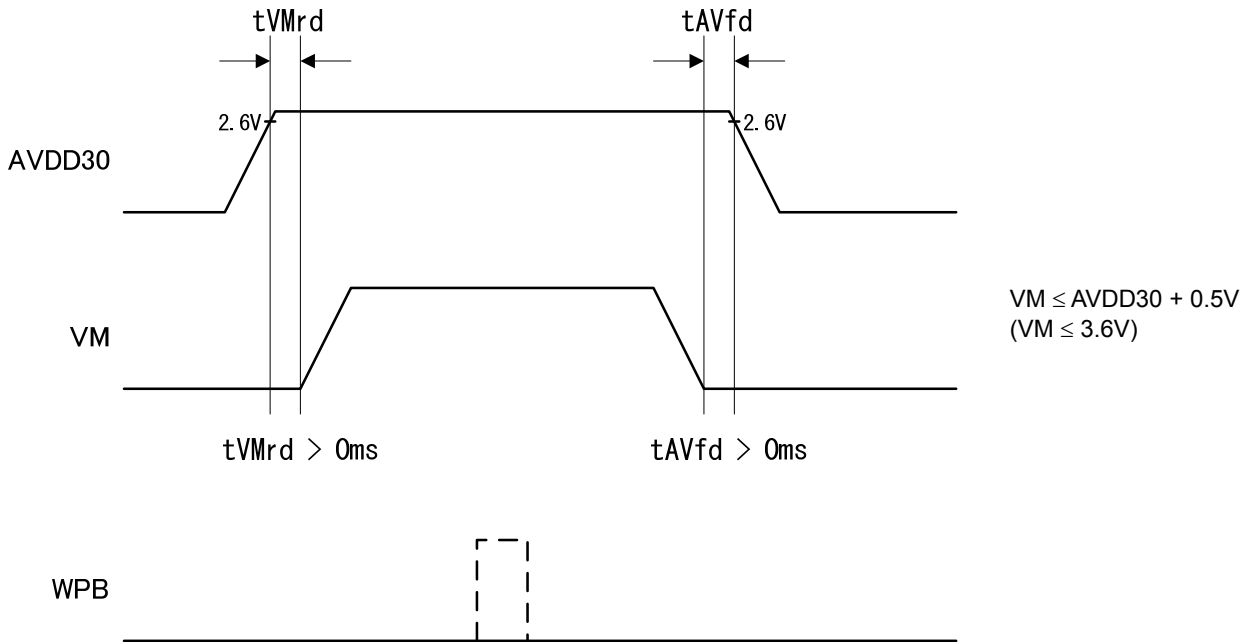 tVMrd
tAVfd
2.6V
2.6V
AVDD30
VM ≤ AVDD30 + 0.5V
(VM ≤ 3.6V)
VM
tVMrd > 0ms
tAVfd > 0ms
WPB